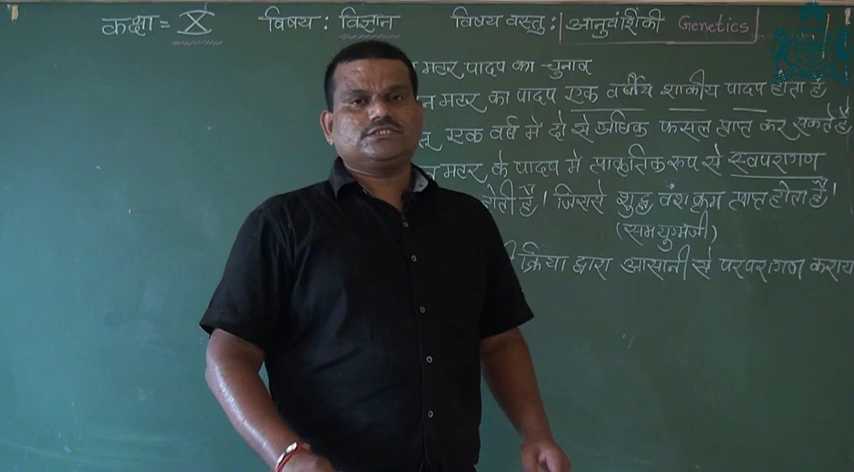 कक्षा = X विषय : विज्ञान विषय वस्तु : आनुवंशिकी Genetics
मटर पादप का चुनाव
मटर का पादप एक वर्षीय शाकीय पादप होता है
एक वर्ष में दो से अधिक फसल प्राप्त कर सकते है
मटर के पादप में प्राकृतिक रूप से स्वपरागण
होती है । जिससे शुद्ध वंश क्रम प्राप्त होता है ।
(समयुग्मजी)
क्रिया द्वारा आसानी से परपरागण कराया